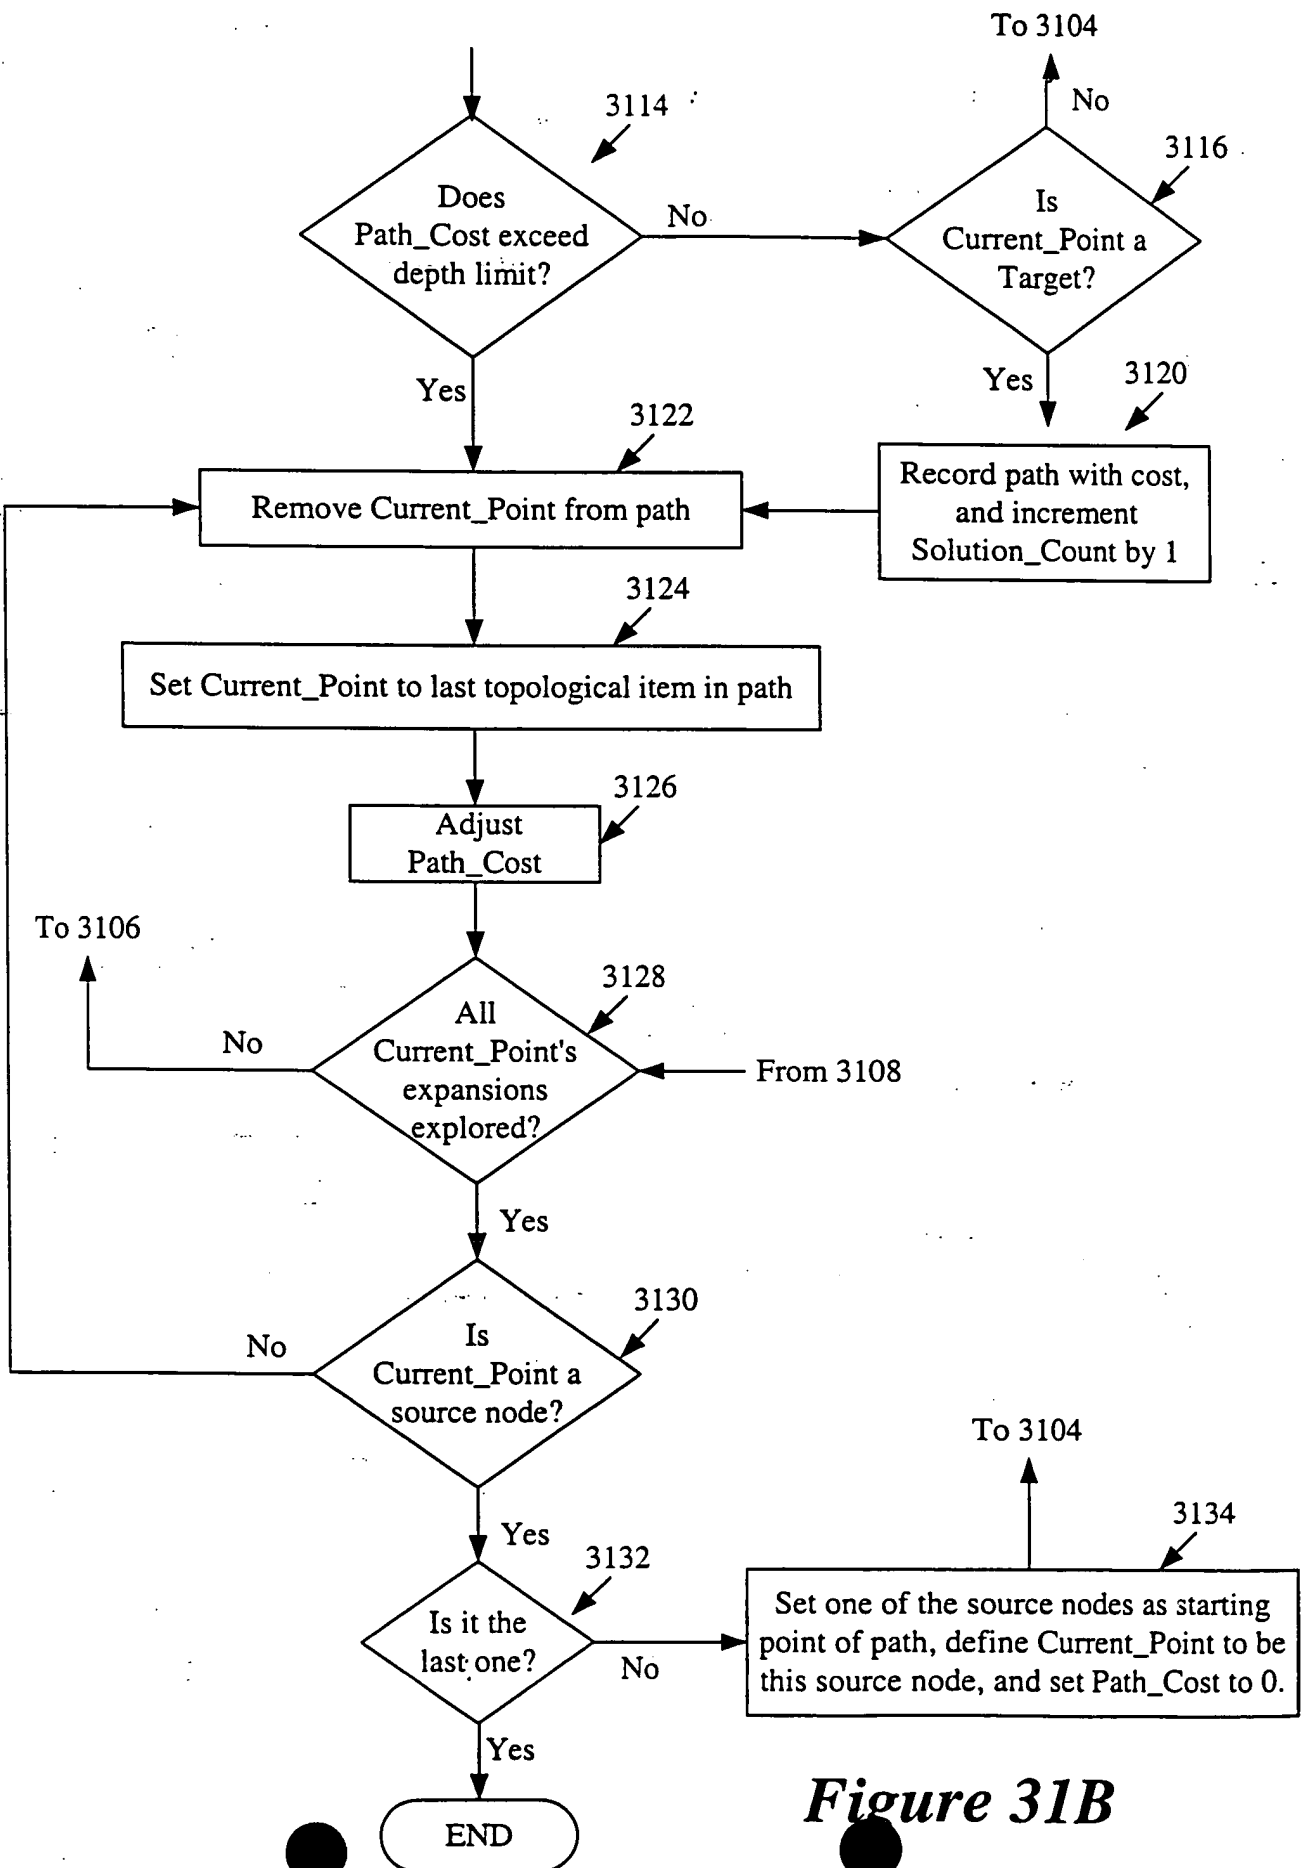 To 3104
No
3114
3116
Does
Path_Cost exceed
depth limit?
No
Is
Current_Point a
Target?
Yes
Yes
3120
3122
Remove Current_Point from path
Record path with cost,
and increment
Solution_Count by 1
3124
Set Current_Point to last topological item in path
3126
Adjust
Path_Cost
To 3106
3128
All
Current_Point's
expansions
explored?
No
From 3108
Yes
3130
Is
Current_Point a
source node?
No
To 3104
Yes
3134
3132
Is it the
last one?
No
Set one of the source nodes as starting
point of path, define Current_Point to be
this source node, and set Path_Cost to 0.
Yes
Figure 31B
END